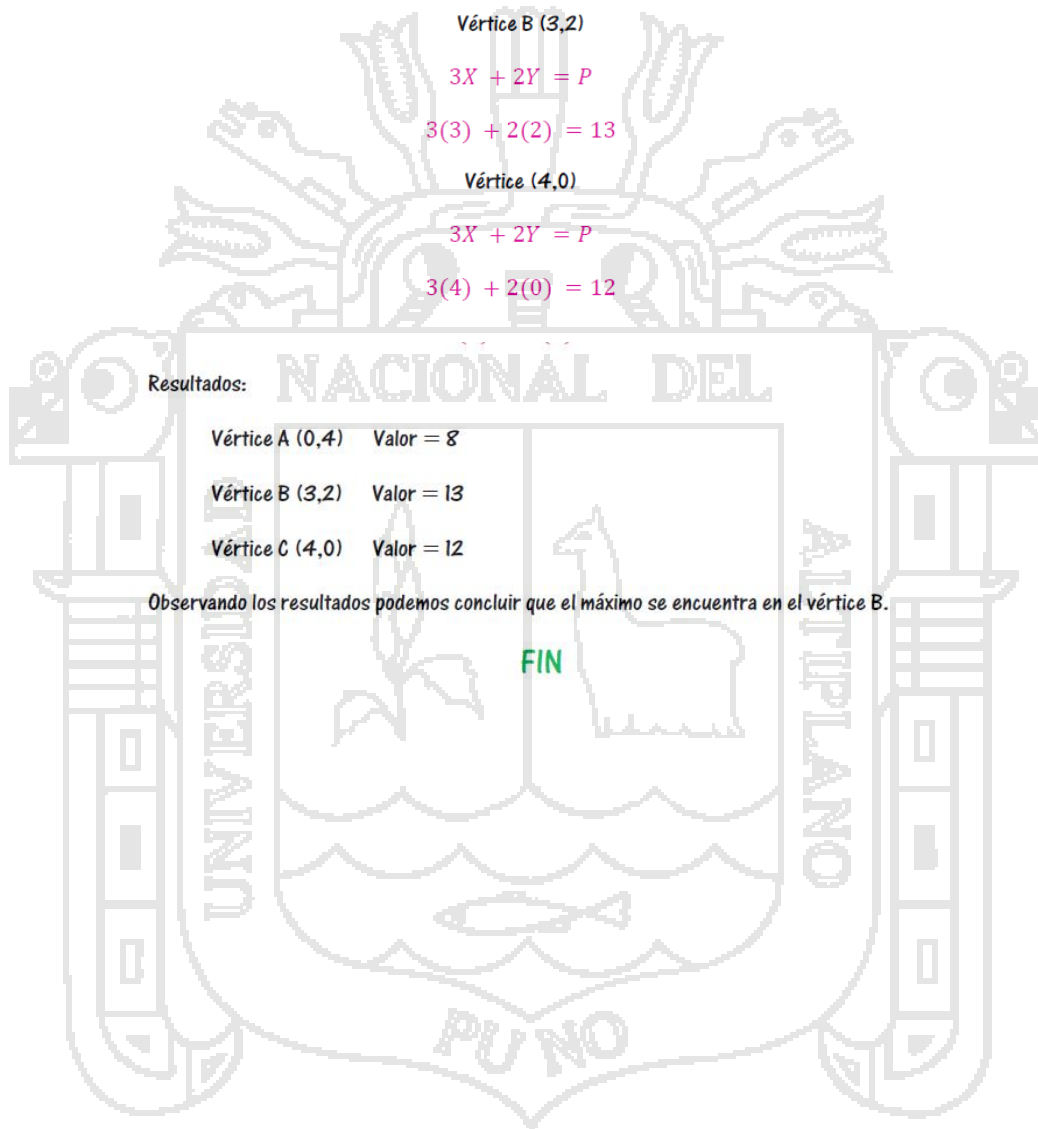 Vértice B (3,2)
3X + 2Y = P
3(3) + 2(2) = 13
Vértice (4,0)
3X + 2Y = P
3(4) + 2(0) = 12
NACIONAL DEL
Resultados:
Vértice A (0,4) Valor = 8
Vértice B (3,2) Valor = 13
Vértice C (4,0) Valor = 12
Observando los resultados podemos concluir que el máximo se encuentra en el vértice B.
FIN
UNIVERSIDAD
ALTIPLANO
PUNO